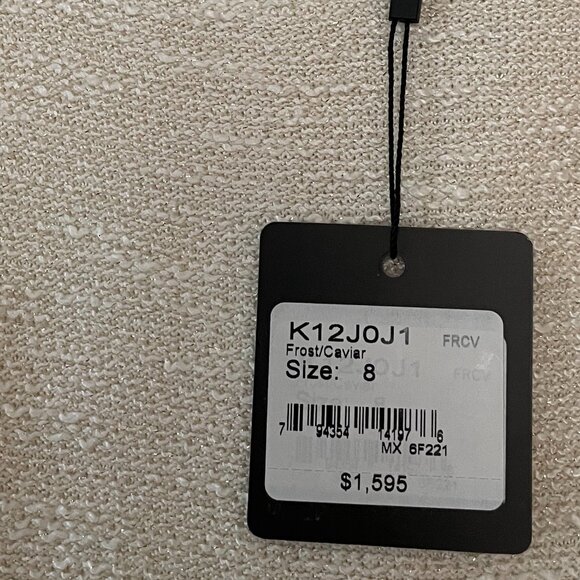 K12J0J1 FRCV
Frost/Caviar
Size: 8
7 94354 14197 6
MX 6F221
$1,595